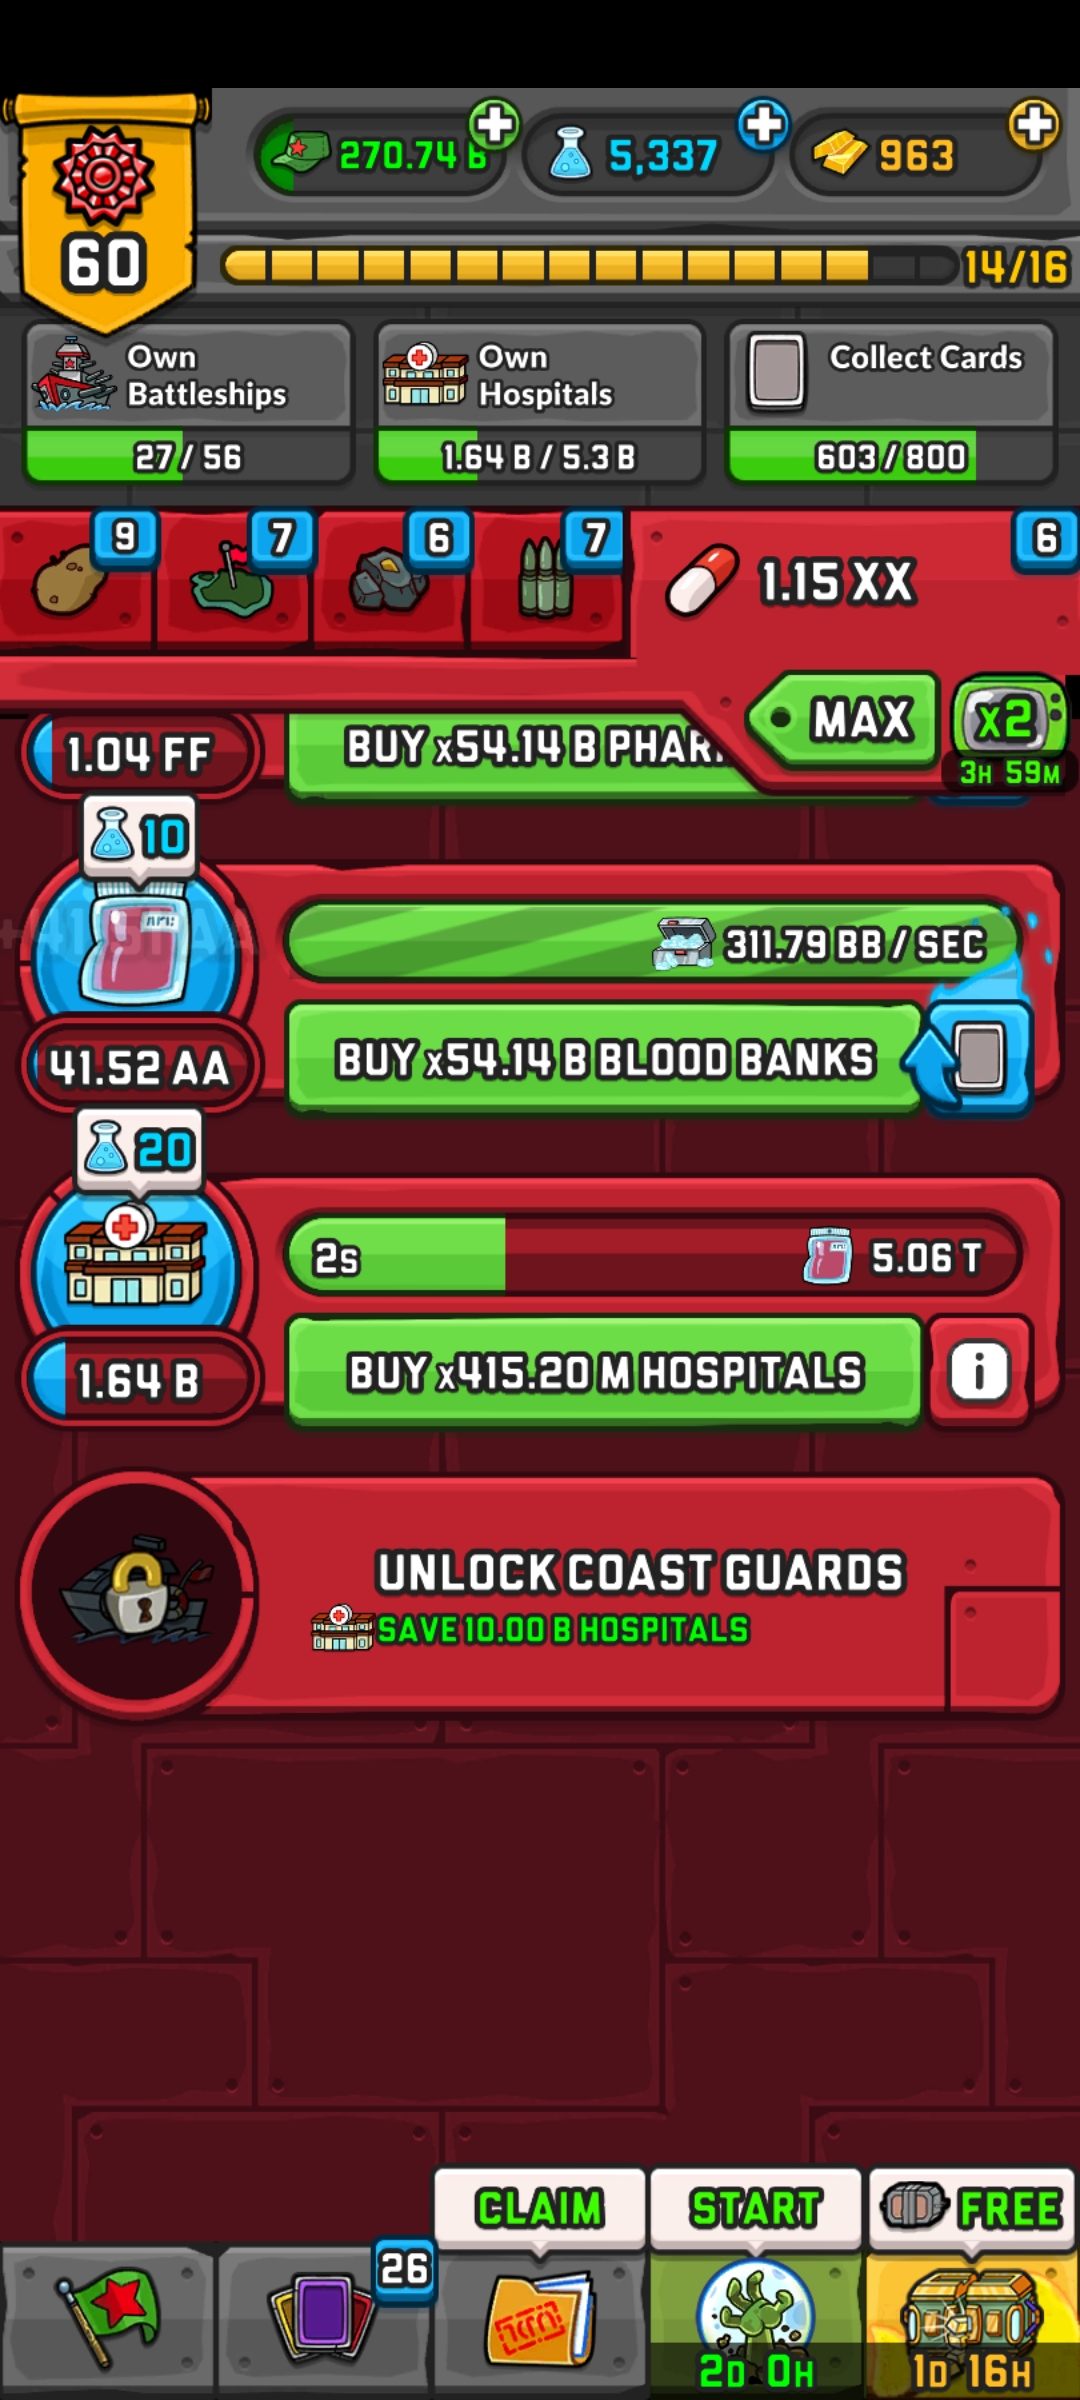 60
270.74 B
5,337
963
14/16
Own
Battleships
27 / 56
Own
Hospitals
1.64 B / 5.3 B
Collect Cards
603 / 800
9
7
6
7
1.15 XX
6
MAX
x2
3H 59M
1.04 FF
BUY x54.14 B
10
311.79 BB / SEC
41.52 AA
BUY x54.14 B BLOOD BANKS
20
2s
5.06 T
1.64 B
BUY x415.20 M HOSPITALS
i
UNLOCK COAST GUARDS
SAVE 10.00 B HOSPITALS
CLAIM
START
FREE
26
2D 0H
1D 16H